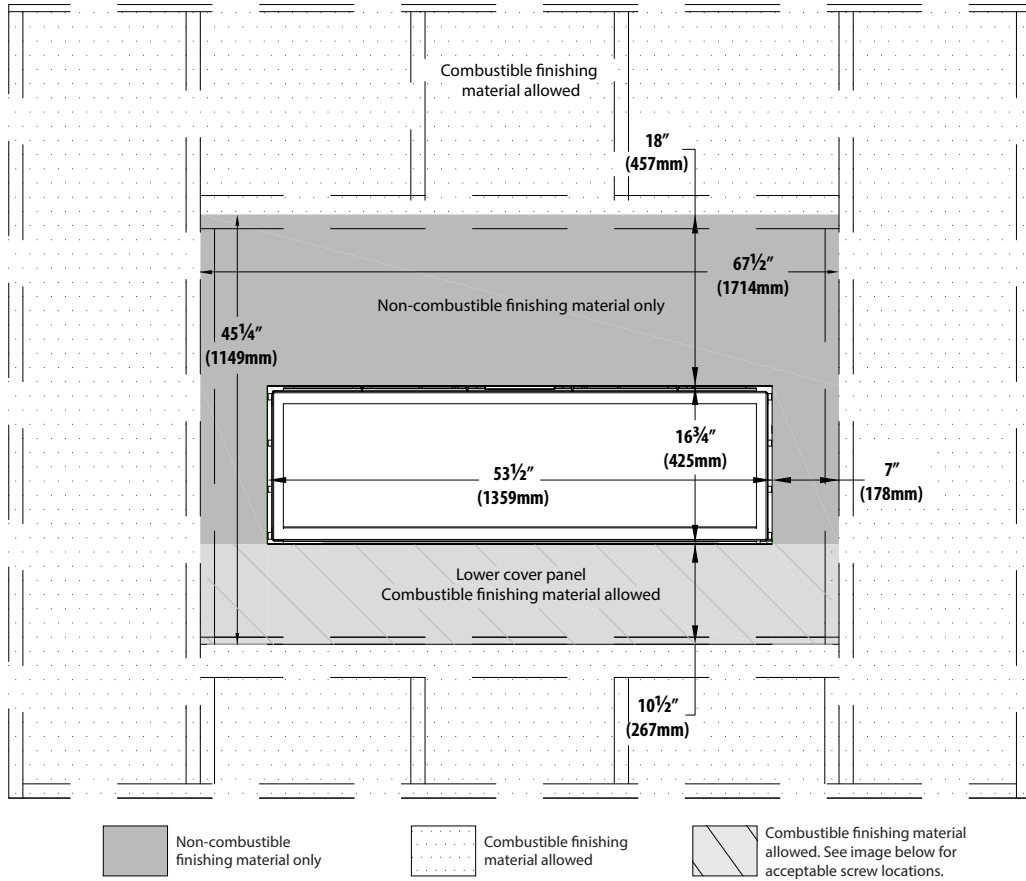 Combustible finishing
material allowed
18″
(457mm)
67½″
(1714mm)
Non-combustible finishing material only
45¼″
(1149mm)
16¾″
(425mm)
53½″
(1359mm)
7″
(178mm)
Lower cover panel
Combustible finishing material allowed
10½″
(267mm)
Non-combustible
finishing material only
Combustible finishing
material allowed
Combustible finishing material
allowed. See image below for
acceptable screw locations.